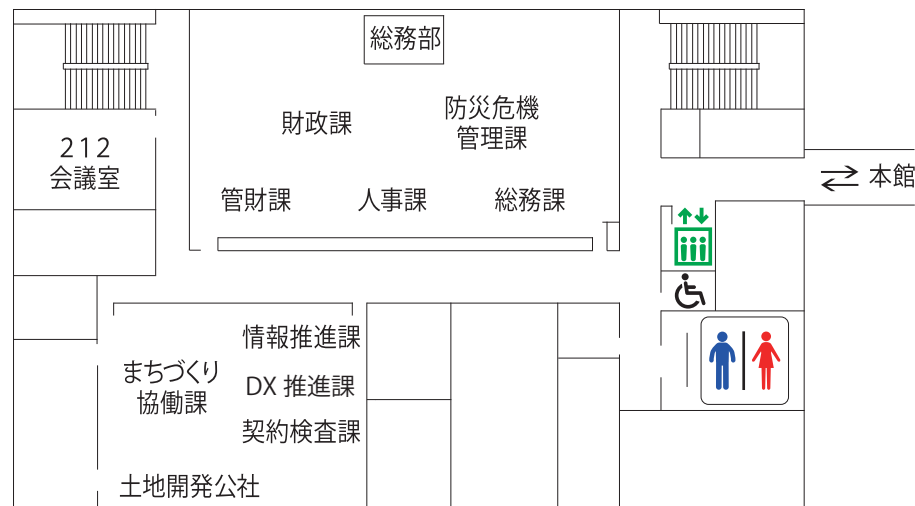 総務部
財政課
防災危機
管理課
212
会議室
本館
管財課
人事課
総務課
情報推進課
まちづくり
協働課
DX 推進課
契約検査課
土地開発公社